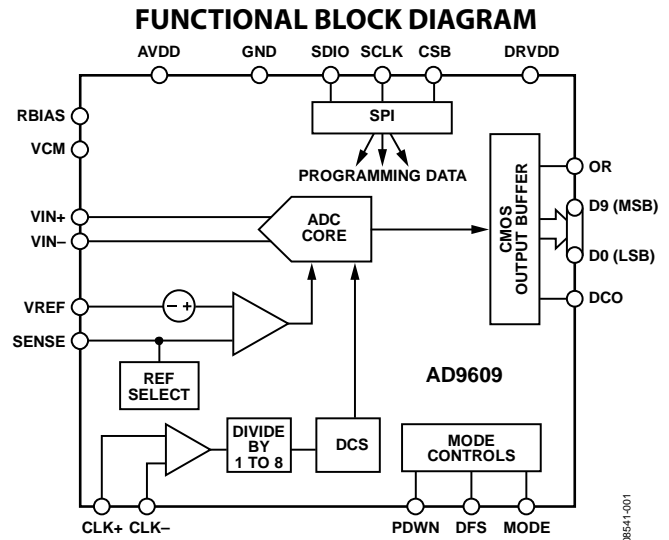 FUNCTIONAL BLOCK DIAGRAM
AVDD GND SDIO SCLK CSB DRVDD
RBIAS
VCM
SPI
PROGRAMMING DATA
VIN+
VIN–
ADC
CORE
CMOS
OUTPUT BUFFER
OR
D9 (MSB)
D0 (LSB)
DCO
VREF
– +
SENSE
REF
SELECT
AD9609
DIVIDE
BY
1 TO 8
DCS
MODE
CONTROLS
CLK+ CLK– PDWN DFS MODE
08541-001